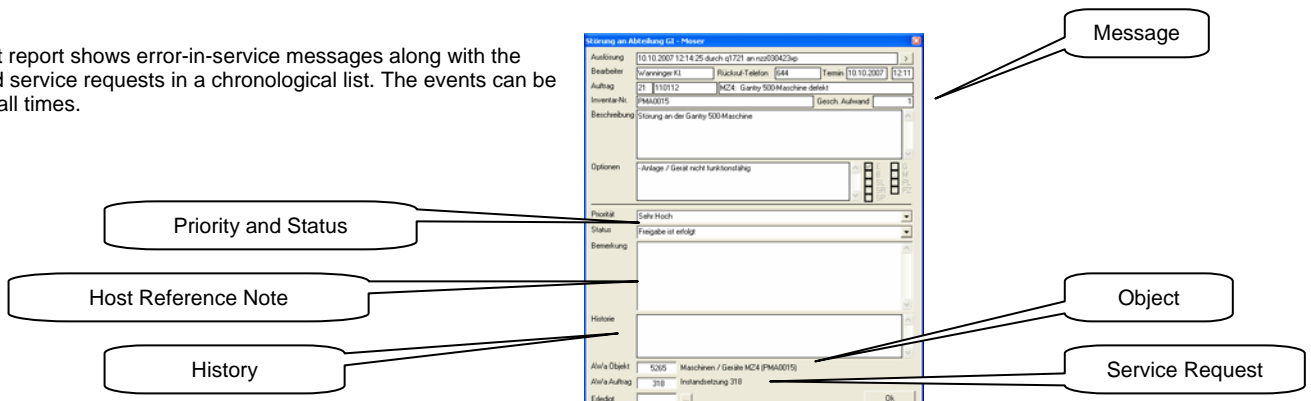 t report shows error-in-service messages along with the
d service requests in a chronological list. The events can be
all times.
Message
Priority and Status
Host Reference Note
History
Object
Service Request
Störung an Abteilung GI - Moser
Auslösung 10.10.2007 12:14:25 durch q1721 an nzz030423xp >
Bearbeiter Wanninger Kl. Rückruf-Telefon 644 Termin 10.10.2007 12:11
Auftrag 21 110112 MZ4: Gantry 500-Maschine defekt
Inventar-Nr. PMA0015 Gesch. Aufwand 1
Beschreibung Störung an der Gantry 500-Maschine
Optionen - Anlage / Gerät nicht funktionsfähig
Priorität Sehr Hoch
Status Freigabe ist erfolgt
Bemerkung
Historie
AW/a Objekt 5265 Maschinen / Geräte MZ4 (PMA0015)
AW/a Auftrag 318 Instandsetzung 318
Erledigt ... Ok